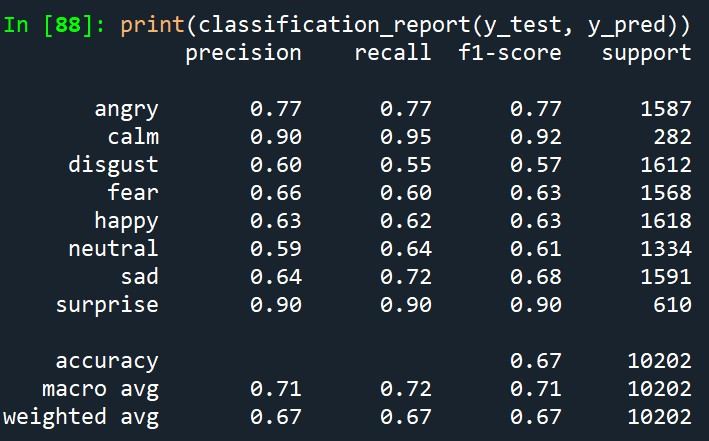 In [88]: print(classification_report(y_test, y_pred))
precision recall f1-score support
angry 0.77 0.77 0.77 1587
calm 0.90 0.95 0.92 282
disgust 0.60 0.55 0.57 1612
fear 0.66 0.60 0.63 1568
happy 0.63 0.62 0.63 1618
neutral 0.59 0.64 0.61 1334
sad 0.64 0.72 0.68 1591
surprise 0.90 0.90 0.90 610
accuracy 0.67 10202
macro avg 0.71 0.72 0.71 10202
weighted avg 0.67 0.67 0.67 10202